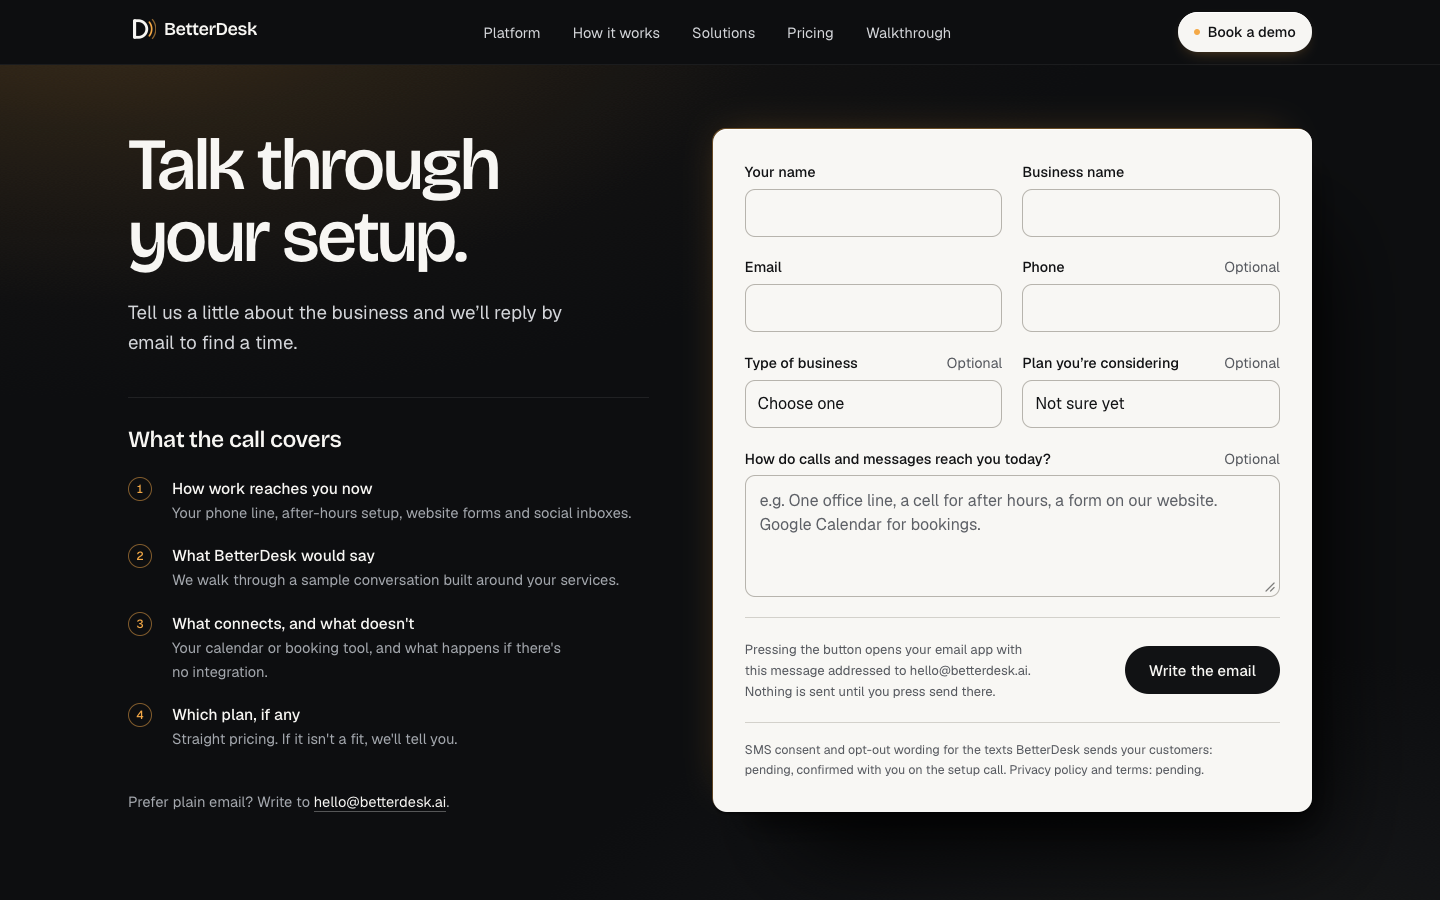 BetterDesk
Platform
How it works
Solutions
Pricing
Walkthrough
Book a demo
Talk through
your setup.
Tell us a little about the business and we’ll reply by
email to find a time.
What the call covers
1
How work reaches you now
Your phone line, after-hours setup, website forms and social inboxes.
2
What BetterDesk would say
We walk through a sample conversation built around your services.
3
What connects, and what doesn't
Your calendar or booking tool, and what happens if there's
no integration.
4
Which plan, if any
Straight pricing. If it isn't a fit, we'll tell you.
Prefer plain email? Write to hello@betterdesk.ai.
Your name
Business name
Email
Phone
Optional
Type of business
Optional
Plan you’re considering
Optional
Choose one
Not sure yet
How do calls and messages reach you today?
Optional
e.g. One office line, a cell for after hours, a form on our website.
Google Calendar for bookings.
Pressing the button opens your email app with
this message addressed to hello@betterdesk.ai.
Nothing is sent until you press send there.
Write the email
SMS consent and opt-out wording for the texts BetterDesk sends your customers:
pending, confirmed with you on the setup call. Privacy policy and terms: pending.